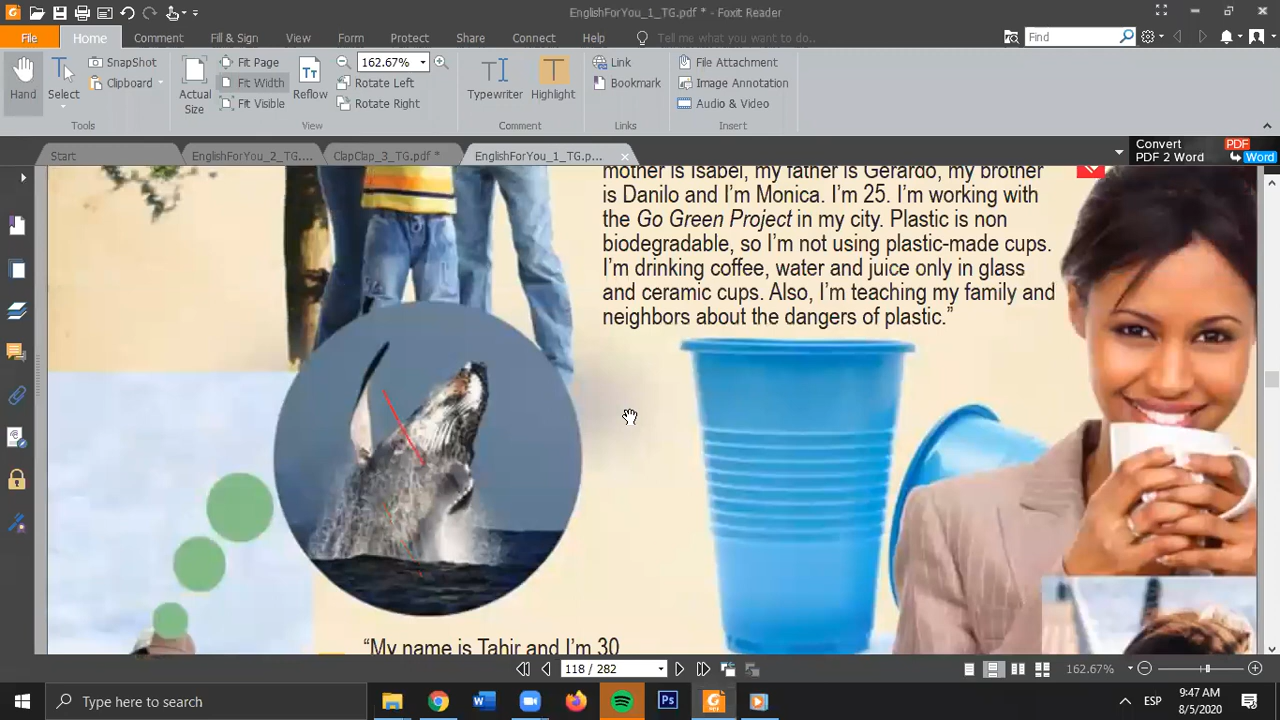 EnglishForYou_1_TG.pdf * - Foxit Reader
File
Home
Comment
Fill & Sign
View
Form
Protect
Share
Connect
Help
Tell me what you want to do...
Find
Hand
Select
SnapShot
Clipboard
Tools
Actual
Size
Fit Page
Fit Width
Fit Visible
Reflow
162.67%
Rotate Left
Rotate Right
View
Typewriter
Highlight
Comment
Link
Bookmark
Links
File Attachment
Image Annotation
Audio & Video
Insert
Start
EnglishForYou_2_TG....
ClapClap_3_TG.pdf *
EnglishForYou_1_TG.p...
Convert
PDF 2 Word
PDF
Word
mother is Isabel, my father is Gerardo, my brother
is Danilo and I'm Monica. I'm 25. I'm working with
the Go Green Project in my city. Plastic is non
biodegradable, so I'm not using plastic-made cups.
I'm drinking coffee, water and juice only in glass
and ceramic cups. Also, I'm teaching my family and
neighbors about the dangers of plastic.”
“My name is Tahir and I'm 30
118 / 282
162.67%
Type here to search
W
Ps
ESP
9:47 AM
8/5/2020